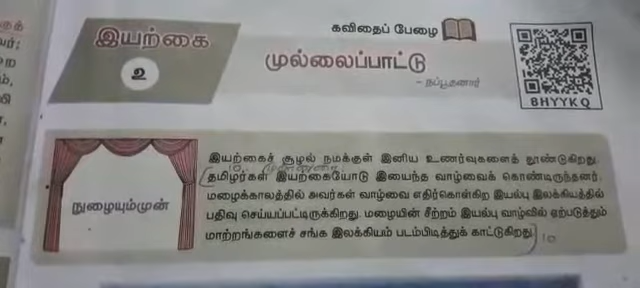 இயற்கை
உ
கவிதைப் பேழை
முல்லைப்பாட்டு
- நப்பூதனார்
BHYYKQ
நுழையும்முன்
இயற்கைச் சூழல் நமக்குள் இனிய உணர்வுகளைத் தூண்டுகிறது.
தமிழர்கள் இயற்கையோடு இயைந்த வாழ்வைக் கொண்டிருந்தனர்.
மழைக்காலத்தில் அவர்கள் வாழ்வை எதிர்கொள்கிற இயல்பு இலக்கியத்தில்
பதிவு செய்யப்பட்டிருக்கிறது. மழையின் சீற்றம் இயல்பு வாழ்வில் ஏற்படுத்தும்
மாற்றங்களைச் சங்க இலக்கியம் படம்பிடித்துக் காட்டுகிறது.
10